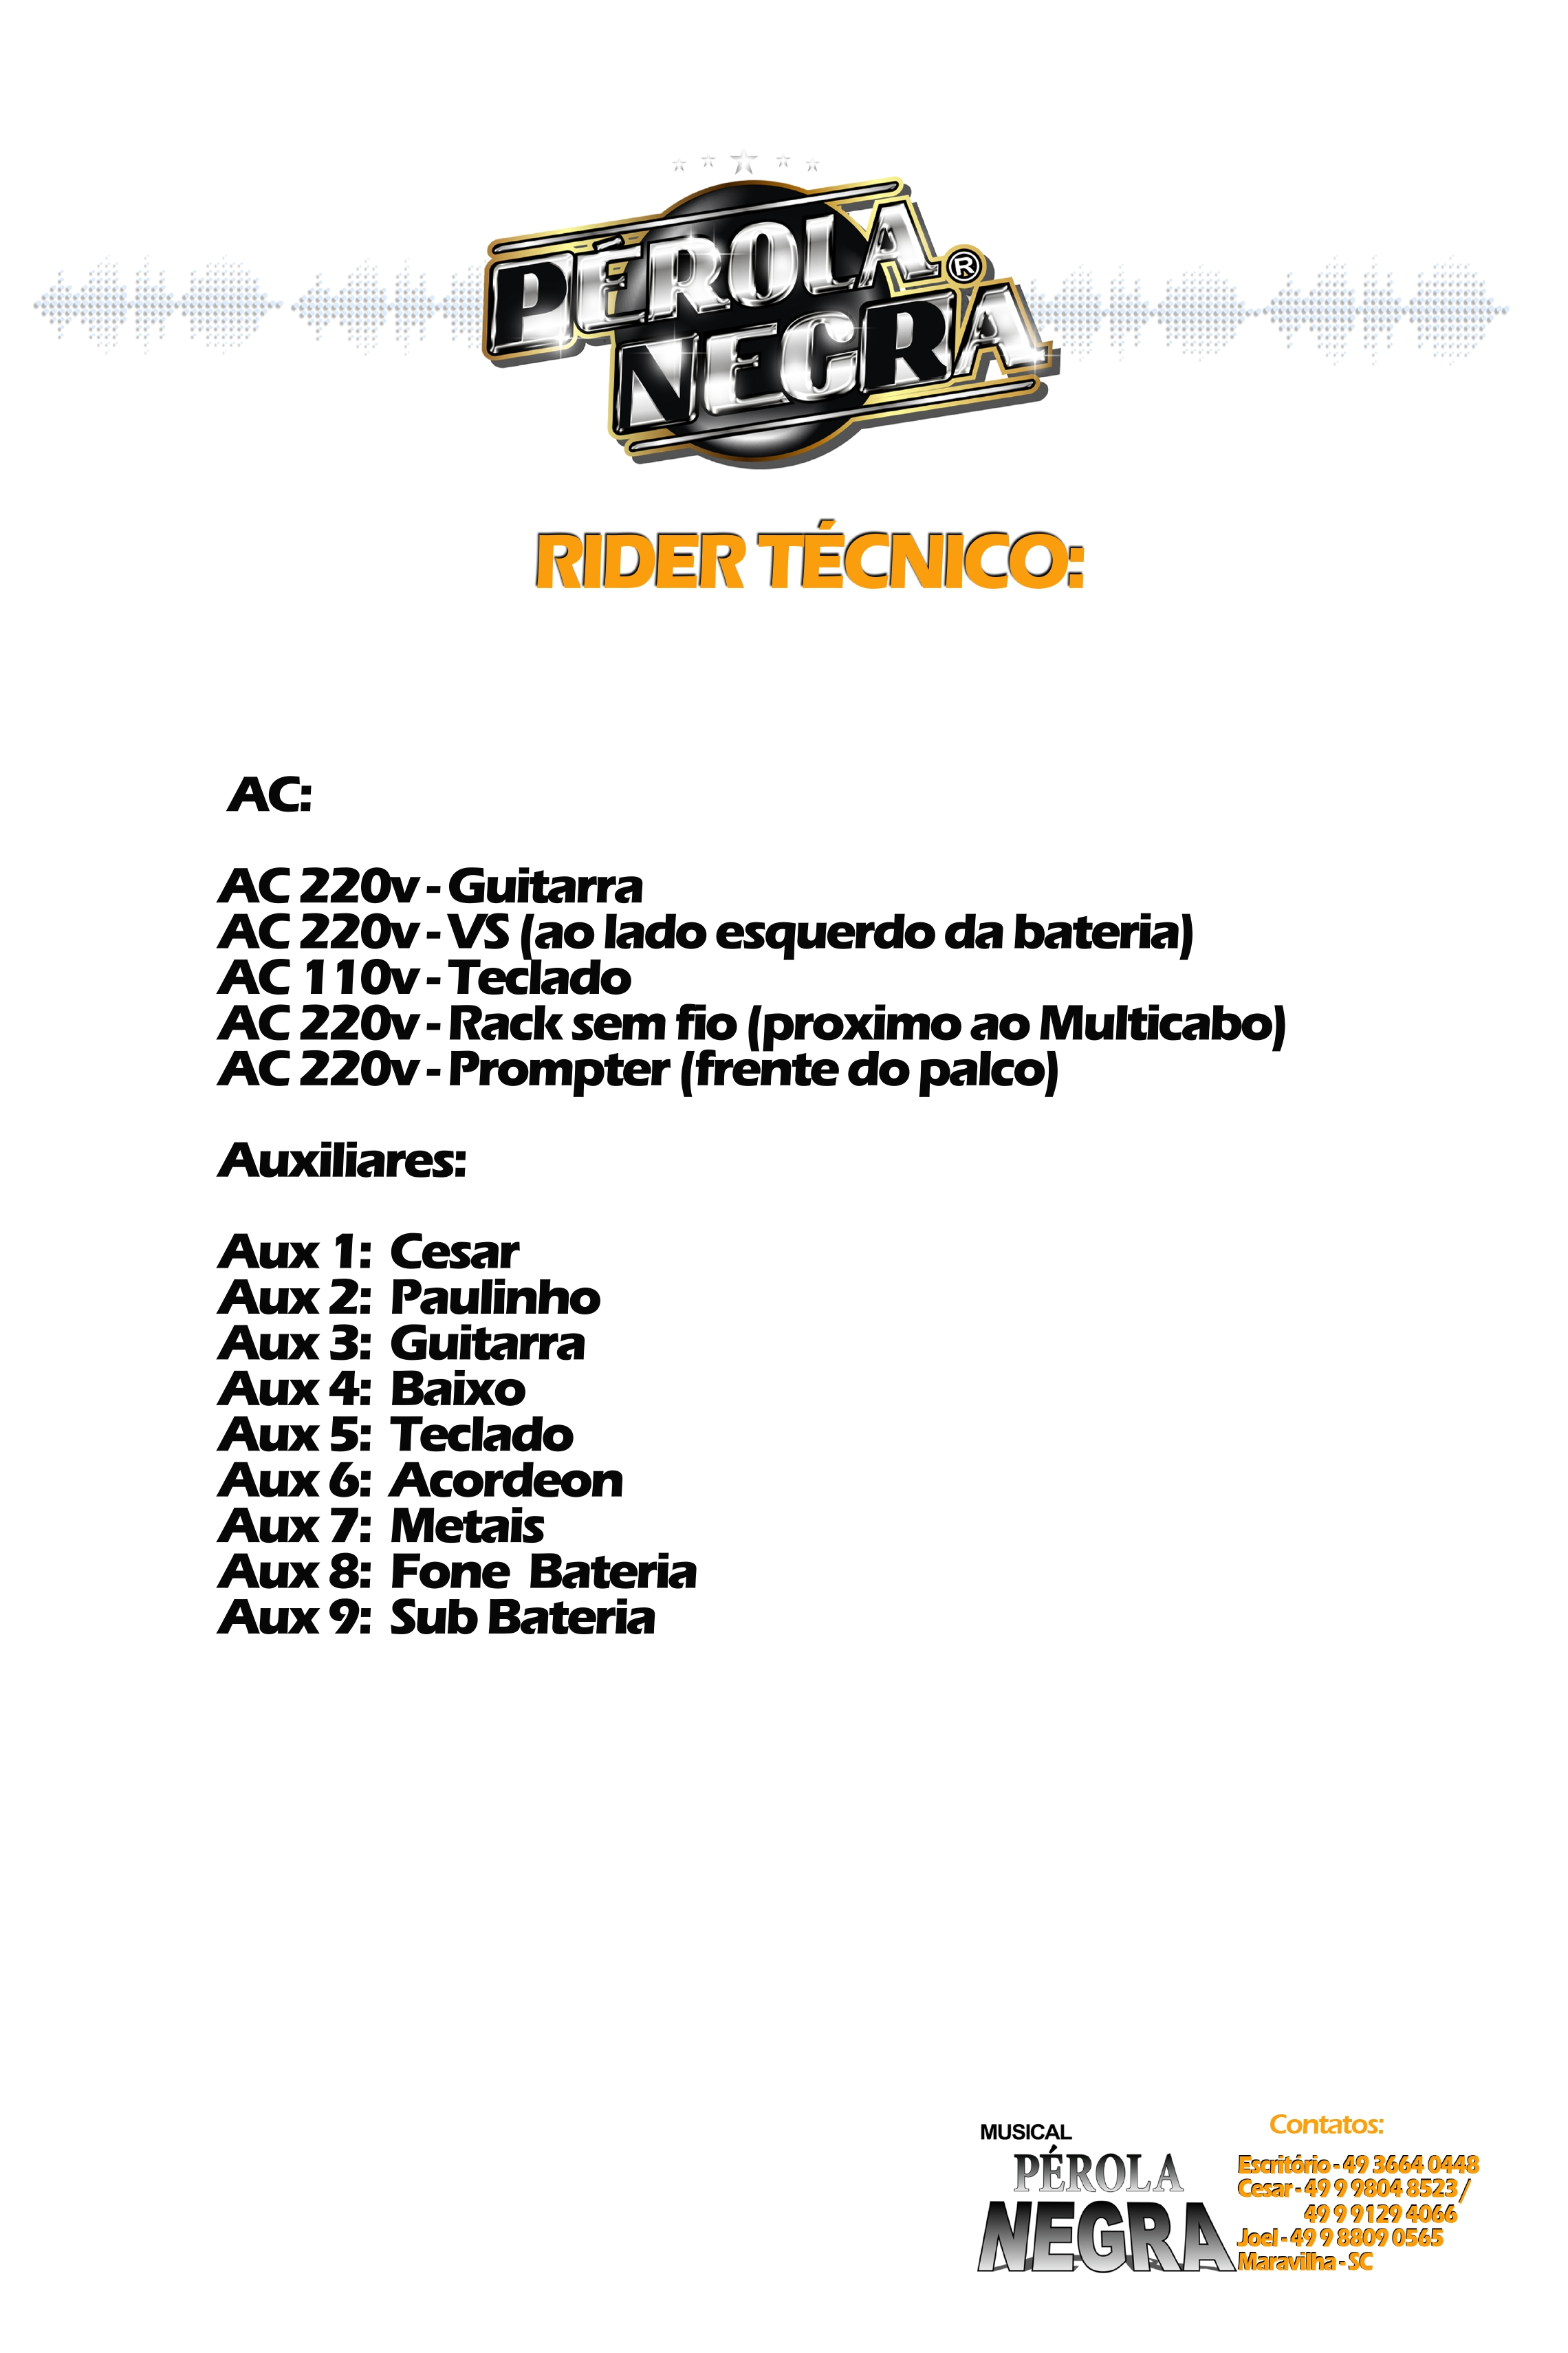 PÉROLA ®
NEGRA
RIDER TÉCNICO:
AC:
AC 220v - Guitarra
AC 220v - VS (ao lado esquerdo da bateria)
AC 110v - Teclado
AC 220v - Rack sem fio (proximo ao Multicabo)
AC 220v - Prompter (frente do palco)
Auxiliares:
Aux 1: Cesar
Aux 2: Paulinho
Aux 3: Guitarra
Aux 4: Baixo
Aux 5: Teclado
Aux 6: Acordeon
Aux 7: Metais
Aux 8: Fone Bateria
Aux 9: Sub Bateria
MUSICAL
PÉROLA
NEGRA
Contatos:
Escritório - 49 3664 0448
Cesar - 49 9 9804 8523 /
49 9 9129 4066
Joel - 49 9 8809 0565
Maravilha - SC